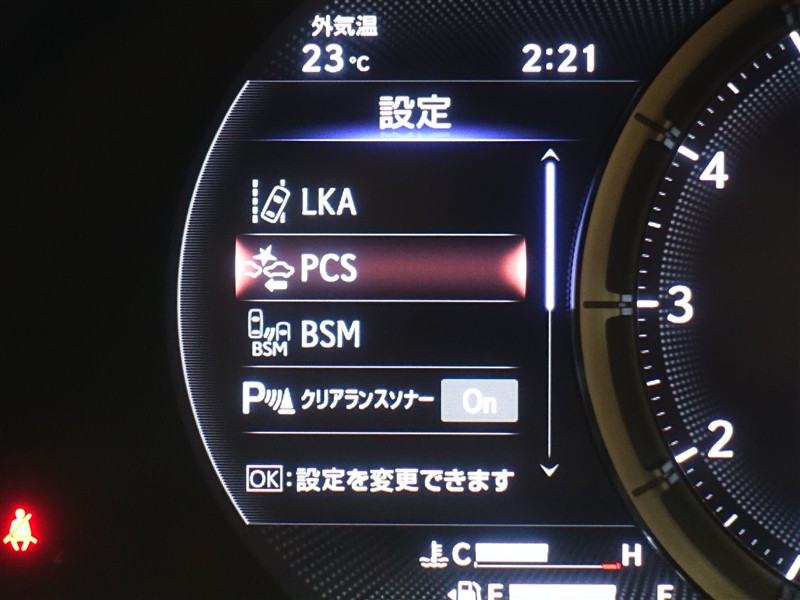 外気温
23℃ 2:21
設定
LKA
PCS
BSM
BSM
P クリアランスソナー On
OK:設定を変更できます
4
3
2
C H
E F